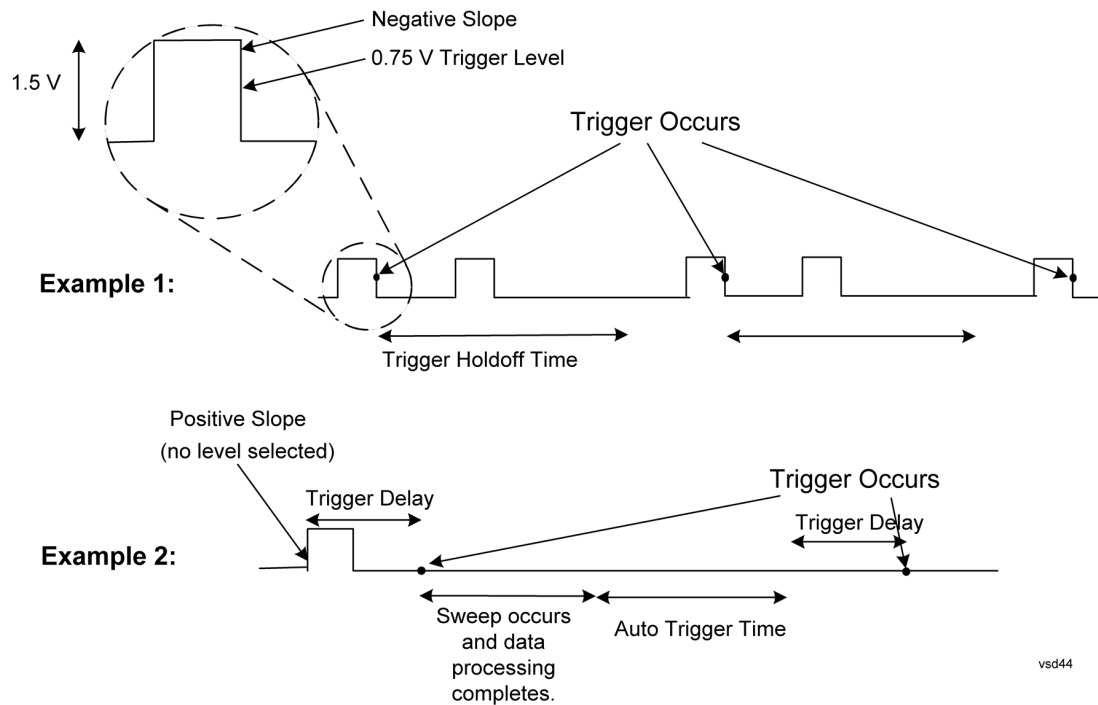 Negative Slope
1.5 V
0.75 V Trigger Level
Trigger Occurs
Example 1:
Trigger Holdoff Time
Positive Slope
(no level selected)
Trigger Occurs
Trigger Delay
Trigger Delay
Example 2:
Sweep occurs
and data
processing
completes.
Auto Trigger Time
vsd44